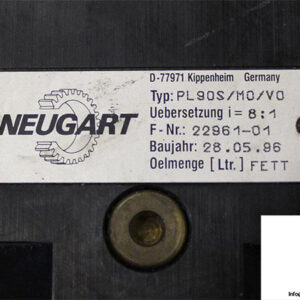 D-77971 Kippenheim Germany
NEUGART
Typ: PL90S/MO/VO
Uebersetzung i= 8:1
F-Nr.: 22961-01
Baujahr: 28.05.96
Oelmenge [Ltr.] FETT